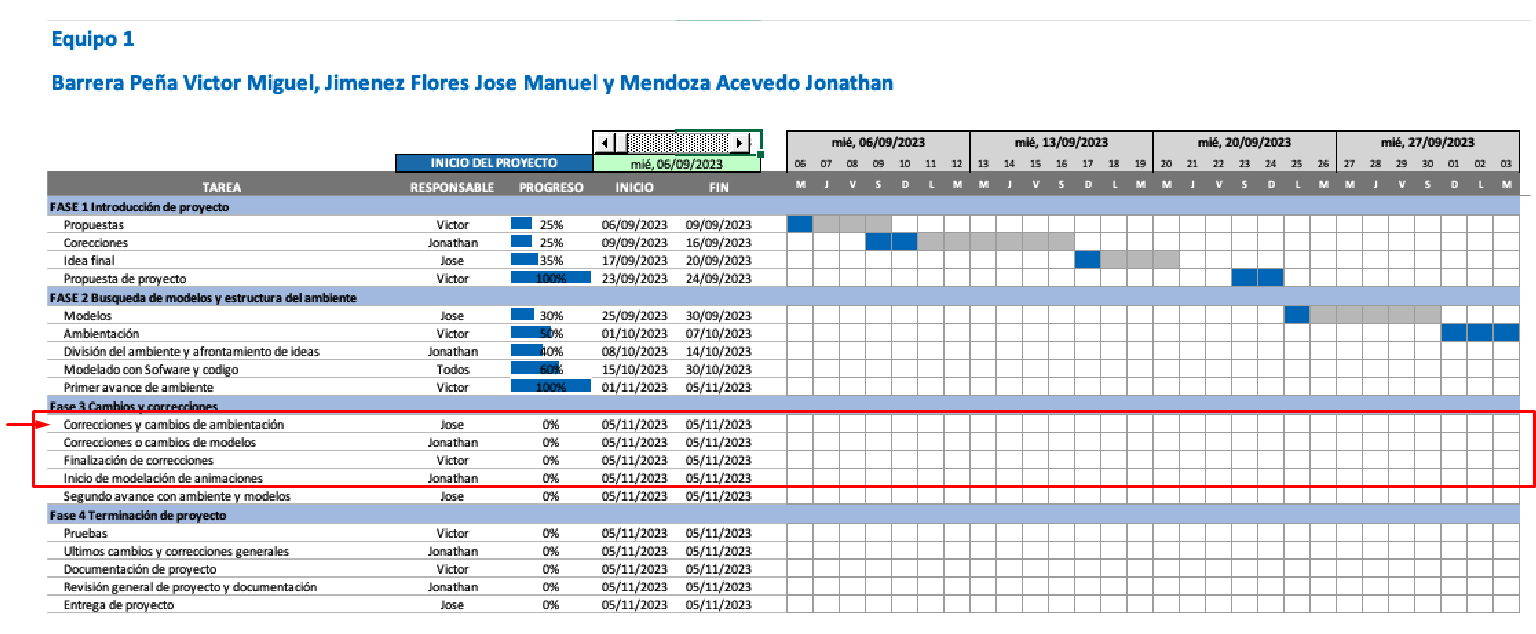 Equipo 1
Barrera Peña Victor Miguel, Jimenez Flores Jose Manuel y Mendoza Acevedo Jonathan
mié, 06/09/2023 mié, 13/09/2023 mié, 20/09/2023 mié, 27/09/2023
INICIO DEL PROYECTO mié, 06/09/2023 06 07 08 09 10 11 12 13 14 15 16 17 18 19 20 21 22 23 24 25 26 27 28 29 30 01 02 03
TAREA RESPONSABLE PROGRESO INICIO FIN M J V S D L M M J V S D L M M J V S D L M M J V S D L M
FASE 1 Introducción de proyecto
Propuestas Victor 25% 06/09/2023 09/09/2023
Corecciones Jonathan 25% 09/09/2023 16/09/2023
Idea final Jose 35% 17/09/2023 20/09/2023
Propuesta de proyecto Victor 100% 23/09/2023 24/09/2023
FASE 2 Busqueda de modelos y estructura del ambiente
Modelos Jose 30% 25/09/2023 30/09/2023
Ambientación Victor 50% 01/10/2023 07/10/2023
División del ambiente y afrontamiento de ideas Jonathan 40% 08/10/2023 14/10/2023
Modelado con Sofware y codigo Todos 60% 15/10/2023 30/10/2023
Primer avance de ambiente Victor 100% 01/11/2023 05/11/2023
Fase 3 Cambios y correcciones
Correcciones y cambios de ambientación Jose 0% 05/11/2023 05/11/2023
Correcciones o cambios de modelos Jonathan 0% 05/11/2023 05/11/2023
Finalización de correcciones Victor 0% 05/11/2023 05/11/2023
Inicio de modelación de animaciones Jonathan 0% 05/11/2023 05/11/2023
Segundo avance con ambiente y modelos Jose 0% 05/11/2023 05/11/2023
Fase 4 Terminación de proyecto
Pruebas Victor 0% 05/11/2023 05/11/2023
Ultimos cambios y correcciones generales Jonathan 0% 05/11/2023 05/11/2023
Documentación de proyecto Victor 0% 05/11/2023 05/11/2023
Revisión general de proyecto y documentación Jonathan 0% 05/11/2023 05/11/2023
Entrega de proyecto Jose 0% 05/11/2023 05/11/2023